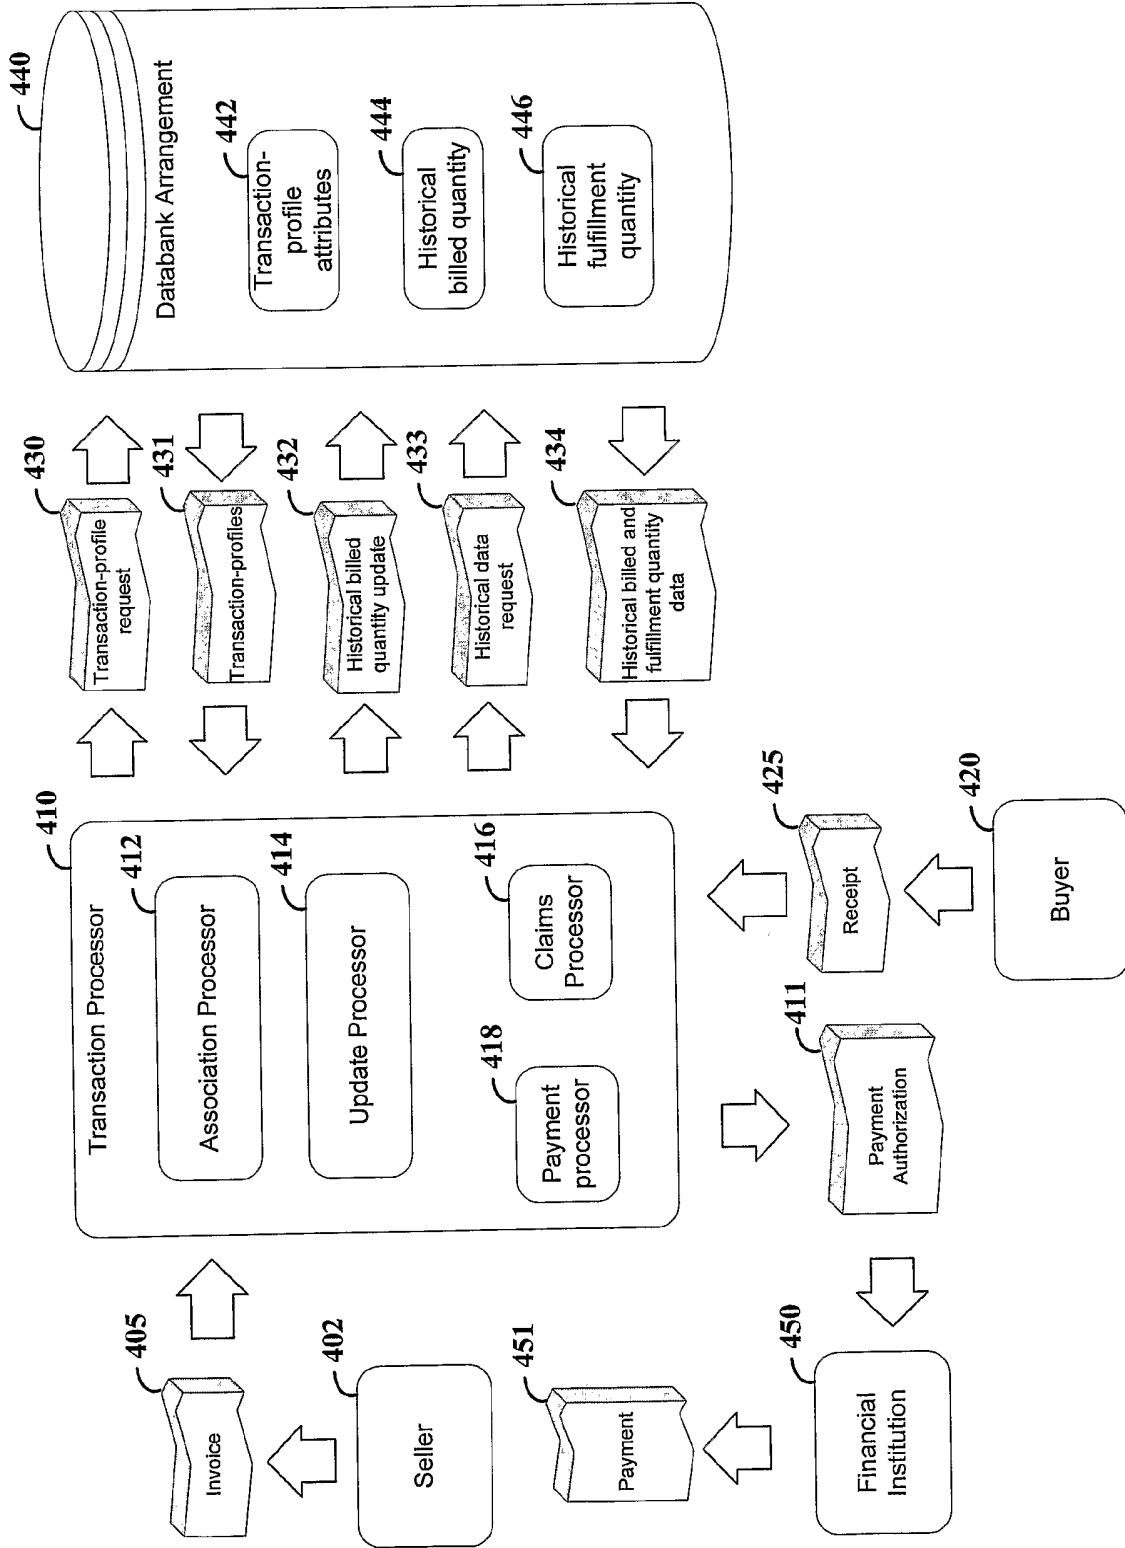 405
Invoice
402
Seller
451
Payment
450
Financial
Institution
410
Transaction Processor
412
Association Processor
414
Update Processor
418
Payment
processor
416
Claims
Processor
411
Payment
Authorization
425
Receipt
420
Buyer
430
Transaction-profile
request
431
Transaction-profiles
432
Historical billed
quantity update
433
Historical data
request
434
Historical billed and
fulfillment quantity
data
440
Databank Arrangement
442
Transaction-
profile
attributes
444
Historical
billed quantity
446
Historical
fulfillment
quantity